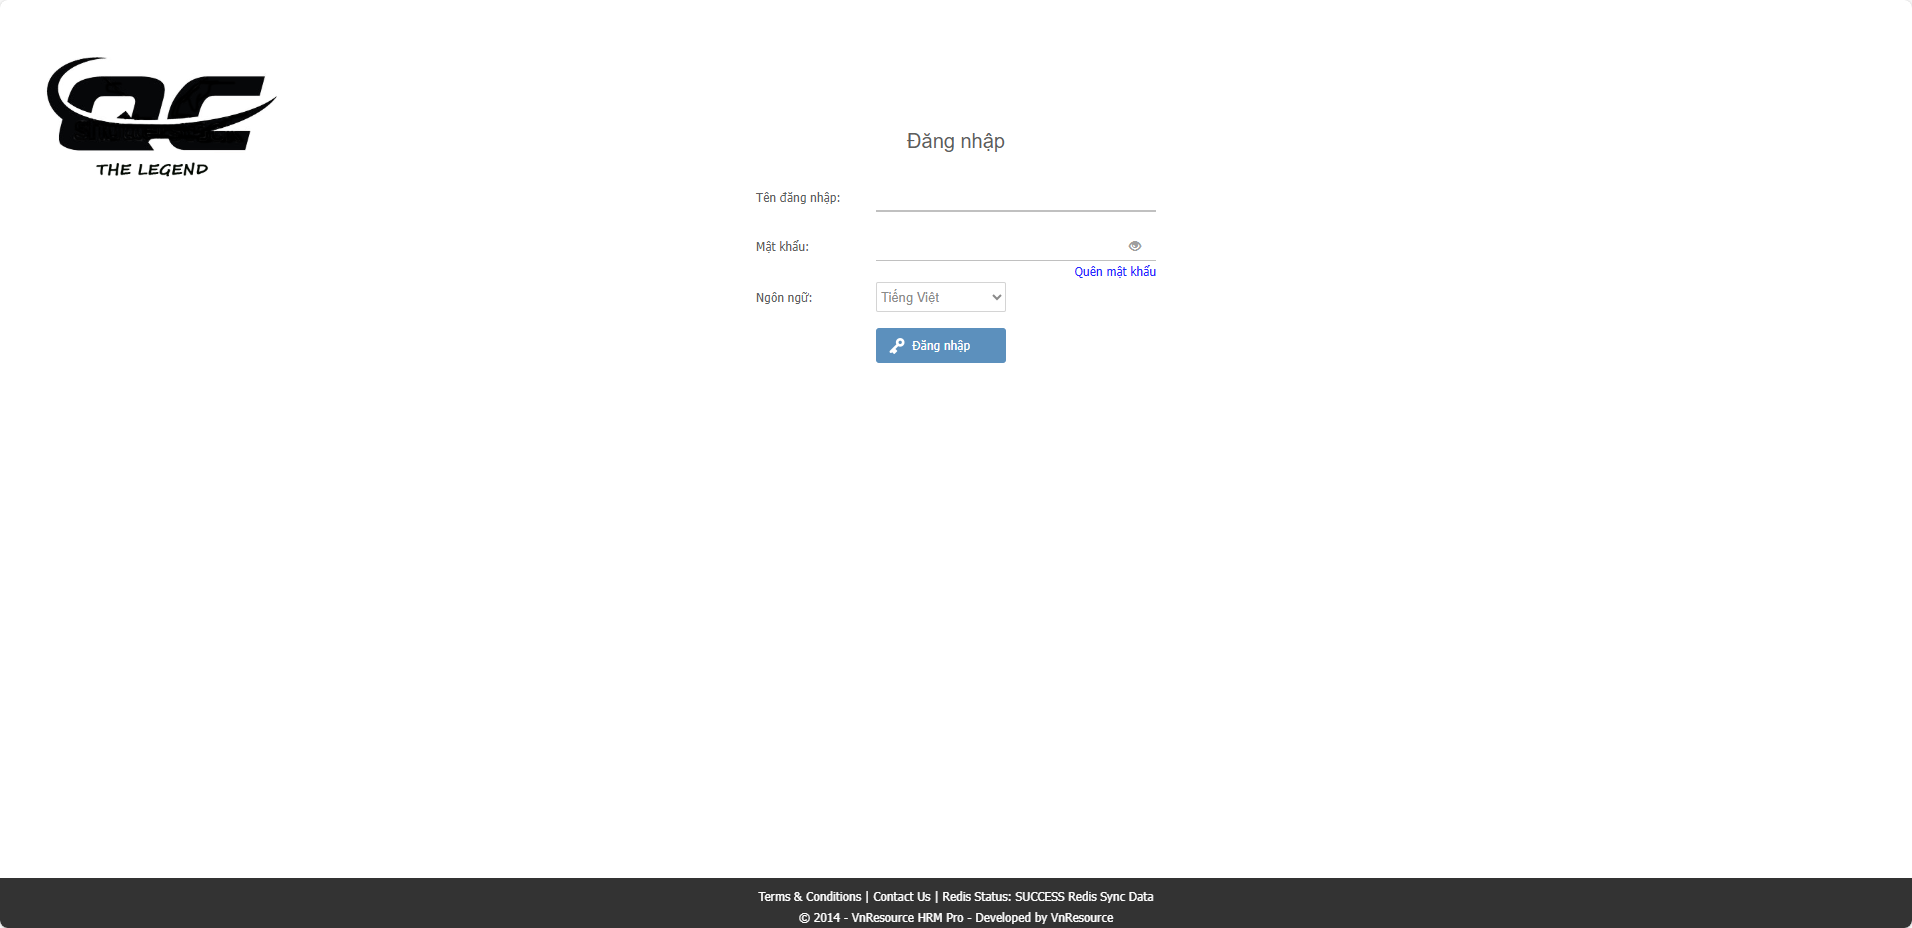 QC
THE LEGEND
Đăng nhập
Tên đăng nhập:
Mật khẩu:
Quên mật khẩu
Ngôn ngữ:
Tiếng Việt
Đăng nhập
Terms & Conditions | Contact Us | Redis Status: SUCCESS Redis Sync Data
© 2014 - VnResource HRM Pro - Developed by VnResource